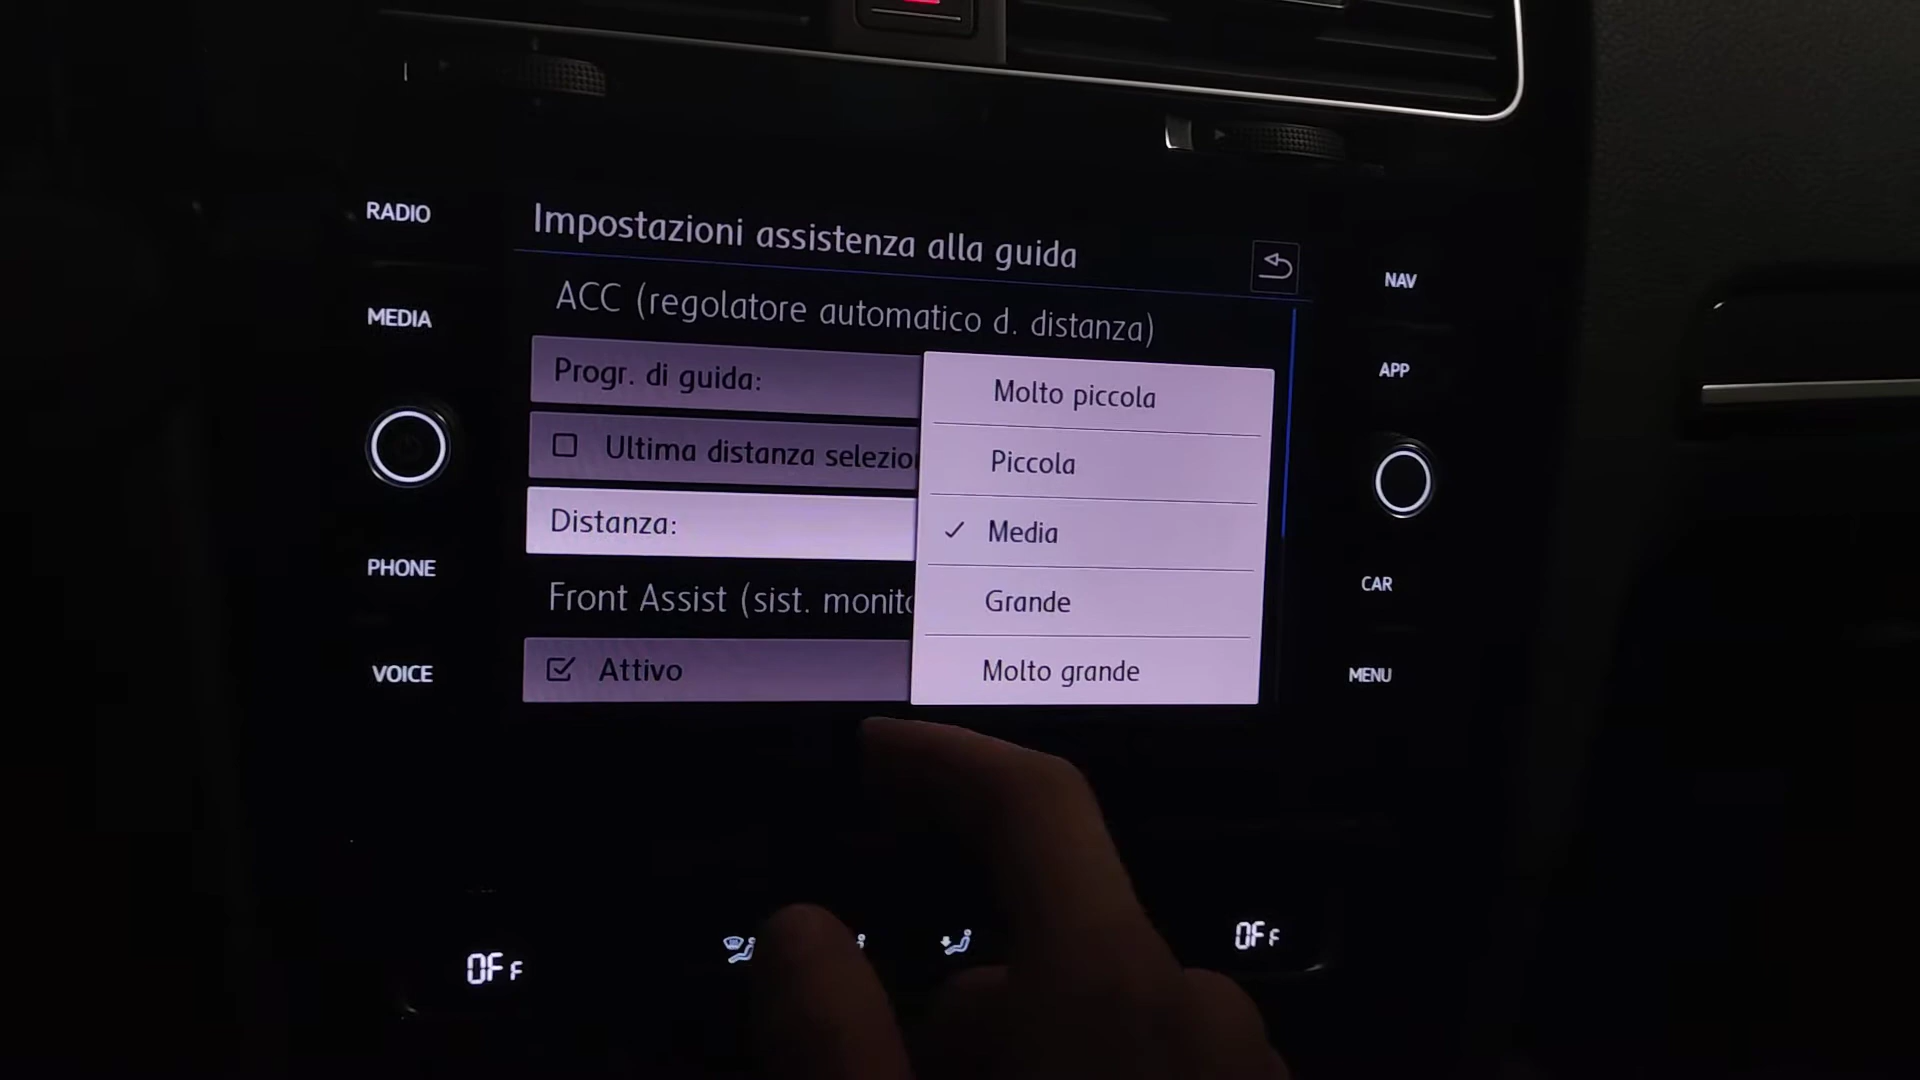 RADIO
MEDIA
PHONE
VOICE
Impostazioni assistenza alla guida
ACC (regolatore automatico d. distanza)
Progr. di guida:
Ultima distanza selezio
Distanza:
Front Assist (sist. monito
Attivo
Molto piccola
Piccola
Media
Grande
Molto grande
NAV
APP
CAR
MENU
OFF
OFF